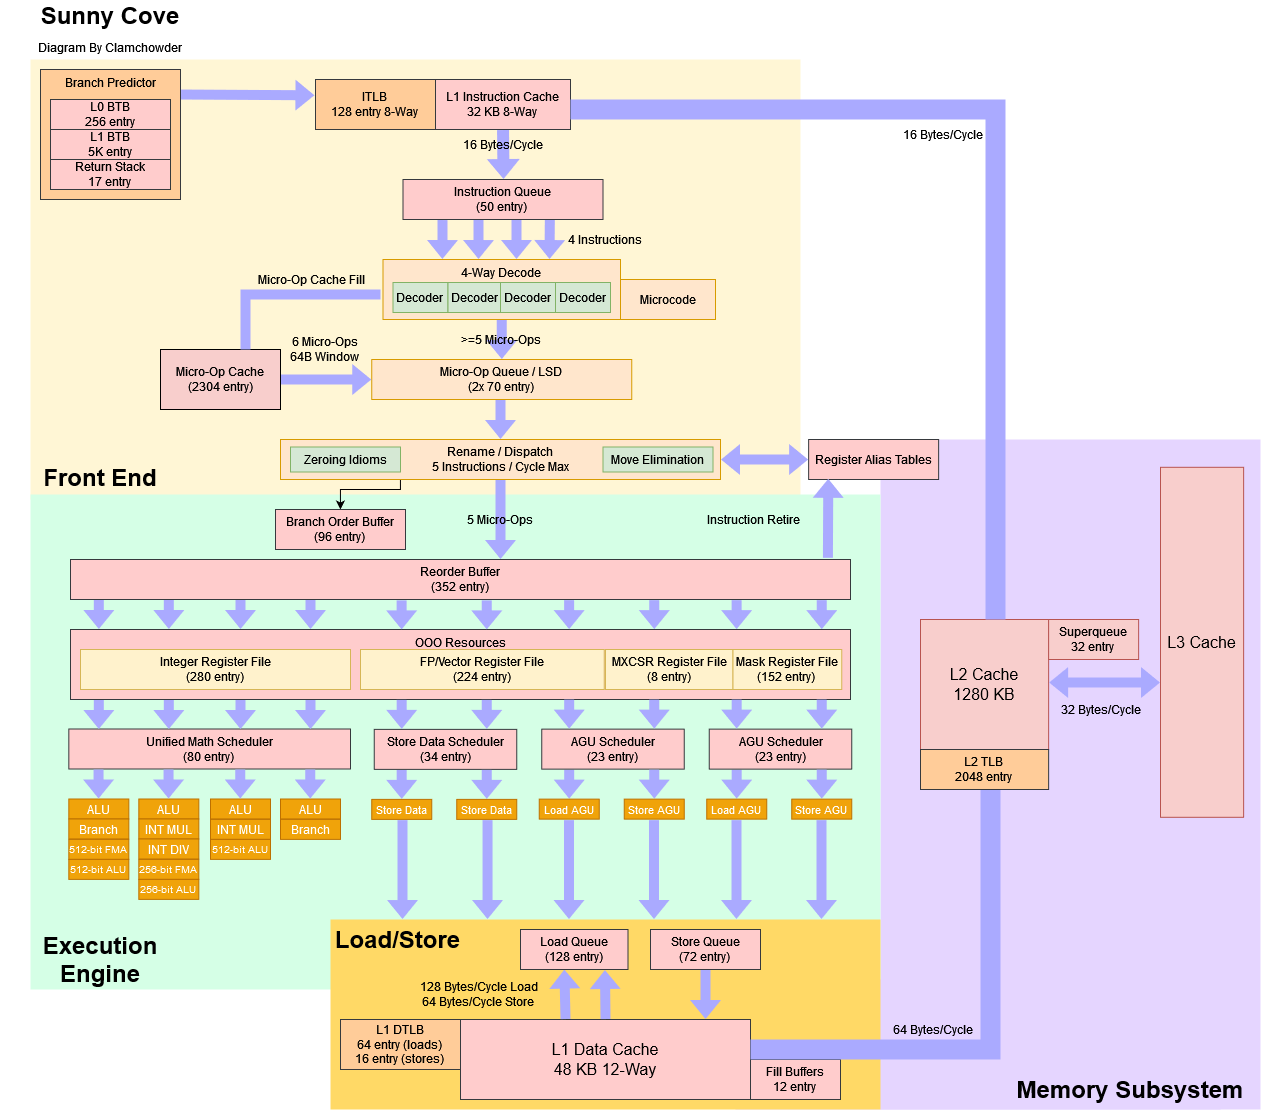 Sunny Cove
Diagram By Clamchowder
Branch Predictor
L0 BTB
256 entry
L1 BTB
5K entry
Return Stack
17 entry
ITLB
128 entry 8-Way
L1 Instruction Cache
32 KB 8-Way
16 Bytes/Cycle
16 Bytes/Cycle
Instruction Queue
(50 entry)
4 Instructions
4-Way Decode
Decoder
Decoder
Decoder
Decoder
Microcode
Micro-Op Cache Fill
6 Micro-Ops
64B Window
>=5 Micro-Ops
Micro-Op Cache
(2304 entry)
Micro-Op Queue / LSD
(2x 70 entry)
Zeroing Idioms
Rename / Dispatch
5 Instructions / Cycle Max
Move Elimination
Register Alias Tables
Front End
Branch Order Buffer
(96 entry)
5 Micro-Ops
Instruction Retire
Reorder Buffer
(352 entry)
OOO Resources
Integer Register File
(280 entry)
FP/Vector Register File
(224 entry)
MXCSR Register File
(8 entry)
Mask Register File
(152 entry)
Unified Math Scheduler
(80 entry)
Store Data Scheduler
(34 entry)
AGU Scheduler
(23 entry)
AGU Scheduler
(23 entry)
ALU
Branch
512-bit FMA
512-bit ALU
ALU
INT MUL
INT DIV
256-bit FMA
256-bit ALU
ALU
INT MUL
512-bit ALU
ALU
Branch
Store Data
Store Data
Load AGU
Store AGU
Load AGU
Store AGU
Execution
Engine
Load/Store
Load Queue
(128 entry)
Store Queue
(72 entry)
128 Bytes/Cycle Load
64 Bytes/Cycle Store
L1 DTLB
64 entry (loads)
16 entry (stores)
L1 Data Cache
48 KB 12-Way
Fill Buffers
12 entry
64 Bytes/Cycle
L2 Cache
1280 KB
Superqueue
32 entry
32 Bytes/Cycle
L2 TLB
2048 entry
L3 Cache
Memory Subsystem